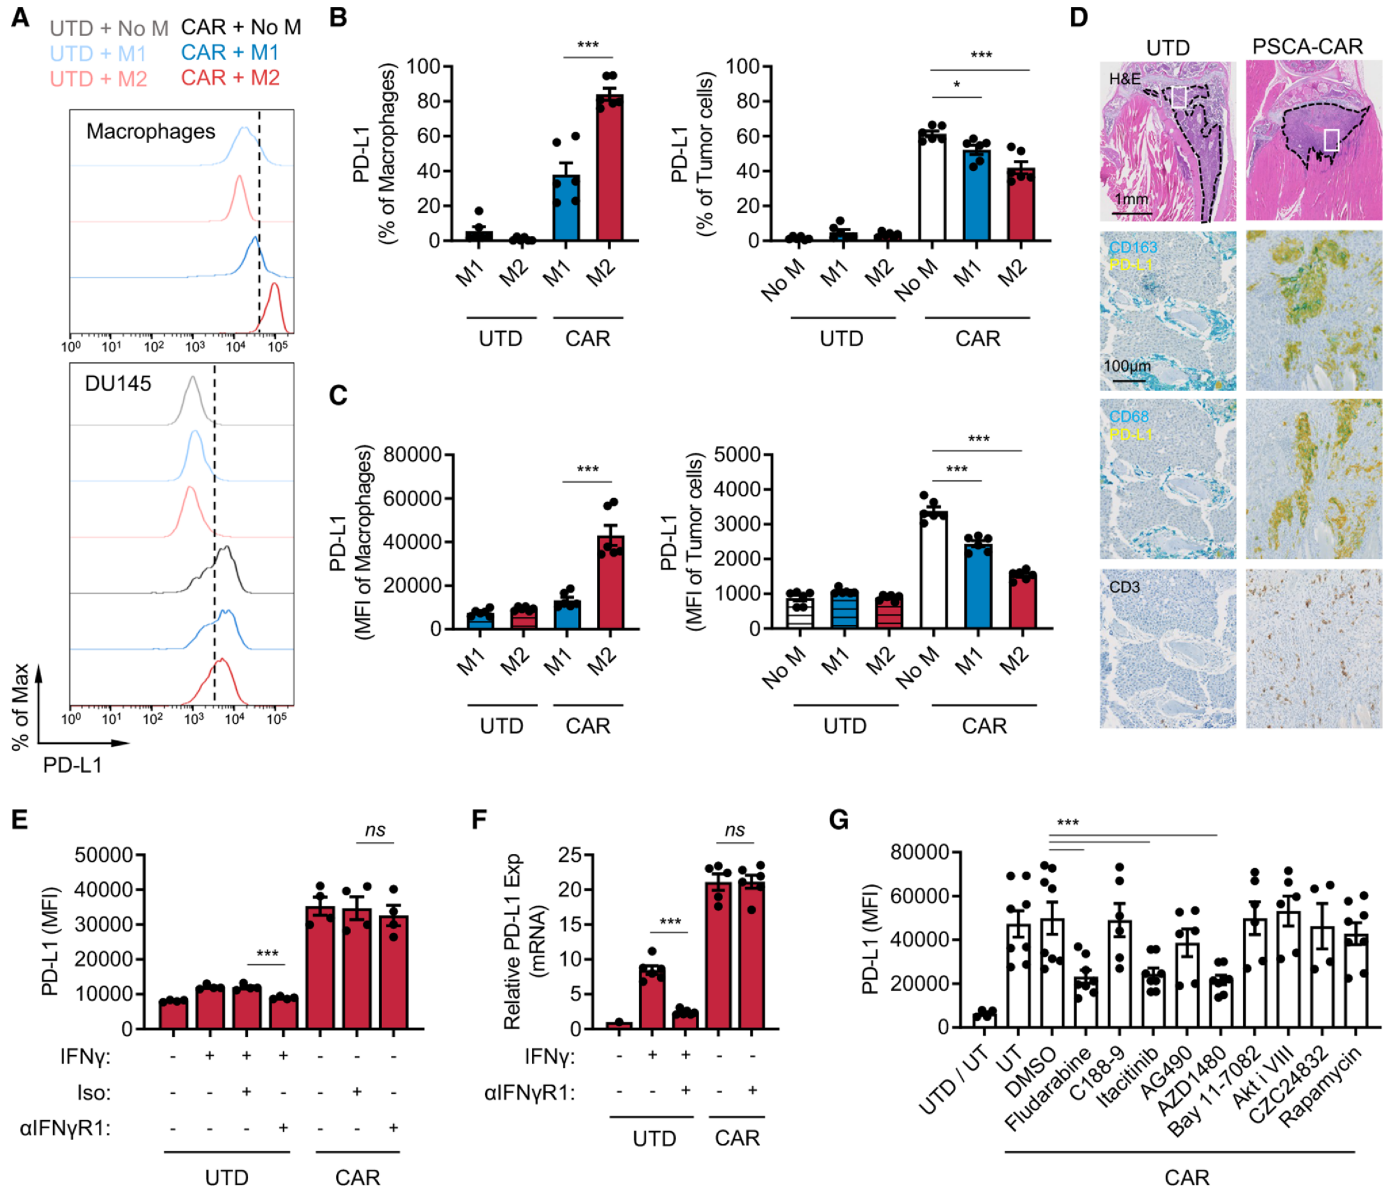 A
UTD + No M CAR + No M
UTD + M1 CAR + M1
UTD + M2 CAR + M2
Macrophages
10⁰ 10¹ 10² 10³ 10⁴ 10⁵
DU145
10⁰ 10¹ 10² 10³ 10⁴ 10⁵
% of Max
PD-L1
B
PD-L1
(% of Macrophages)
100
80
60
40
20
0
***
M1 M2 M1 M2
UTD CAR
PD-L1
(% of Tumor cells)
100
80
60
40
20
0
***
*
No M M1 M2 No M M1 M2
UTD CAR
C
PD-L1
(MFI of Macrophages)
80000
60000
40000
20000
0
***
M1 M2 M1 M2
UTD CAR
PD-L1
(MFI of Tumor cells)
5000
4000
3000
2000
1000
0
***
***
No M M1 M2 No M M1 M2
UTD CAR
D
UTD PSCA-CAR
H&E
1mm
CD163
PD-L1
100µm
CD68
PD-L1
CD3
E
PD-L1 (MFI)
50000
40000
30000
20000
10000
0
***
ns
IFNγ: - + + + - - -
Iso: - - + - - + -
αIFNγR1: - - - + - - +
UTD CAR
F
Relative PD-L1 Exp
(mRNA)
25
20
15
10
5
0
***
ns
IFNγ: - + + - -
αIFNγR1: - - + - +
UTD CAR
G
PD-L1 (MFI)
80000
60000
40000
20000
0
***
UTD / UT
UT
DMSO
Fludarabine
C188-9
Itacitinib
AG490
AZD1480
Bay 11-7082
Akt i VIII
CZC24832
Rapamycin
CAR